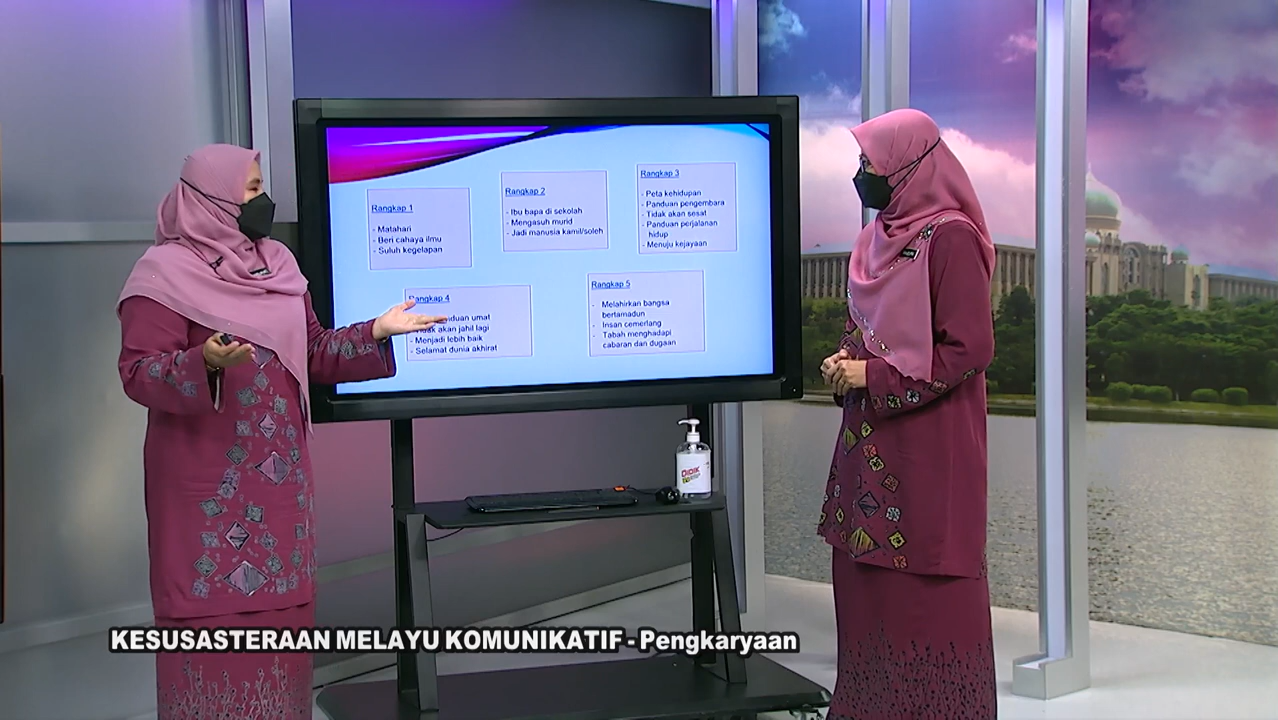 Rangkap 1
- Matahari
- Beri cahaya ilmu
- Suluh kegelapan
Rangkap 2
- Ibu bapa di sekolah
- Mengasuh murid
- Jadi manusia kamil/soleh
Rangkap 3
- Peta kehidupan
- Panduan pengembara
- Tidak akan sesat
- Panduan perjalanan
hidup
- Menuju kejayaan
Rangkap 4
umat
akan jahil lagi
- Menjadi lebih baik
- Selamat dunia akhirat
Rangkap 5
- Melahirkan bangsa
bertamadun
- Insan cemerlang
- Tabah menghadapi
cabaran dan dugaan
DIDIK
KESUSASTERAAN MELAYU KOMUNIKATIF - Pengkaryaan